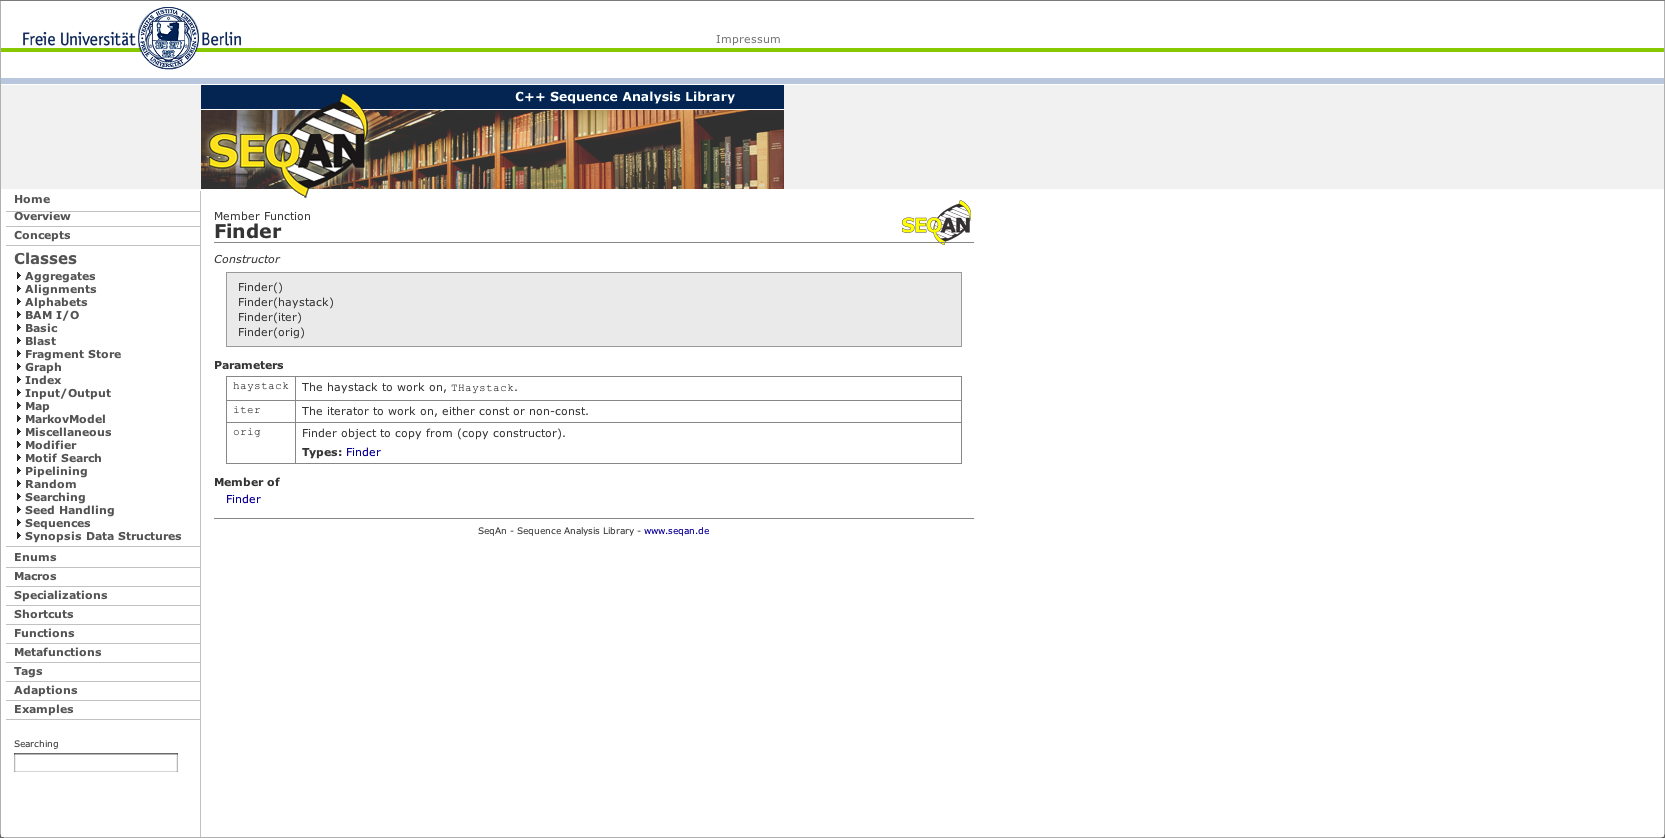 Freie Universität Berlin
Impressum
C++ Sequence Analysis Library
SEQAN
Home
Overview
Concepts
Classes
Aggregates
Alignments
Alphabets
BAM I/O
Basic
Blast
Fragment Store
Graph
Index
Input/Output
Map
MarkovModel
Miscellaneous
Modifier
Motif Search
Pipelining
Random
Searching
Seed Handling
Sequences
Synopsis Data Structures
Enums
Macros
Specializations
Shortcuts
Functions
Metafunctions
Tags
Adaptions
Examples
Searching
Member Function
Finder
SEQAN
Constructor
Finder()
Finder(haystack)
Finder(iter)
Finder(orig)
Parameters
haystack The haystack to work on, THaystack.
iter The iterator to work on, either const or non-const.
orig Finder object to copy from (copy constructor).
Types: Finder
Member of
Finder
SeqAn - Sequence Analysis Library - www.seqan.de